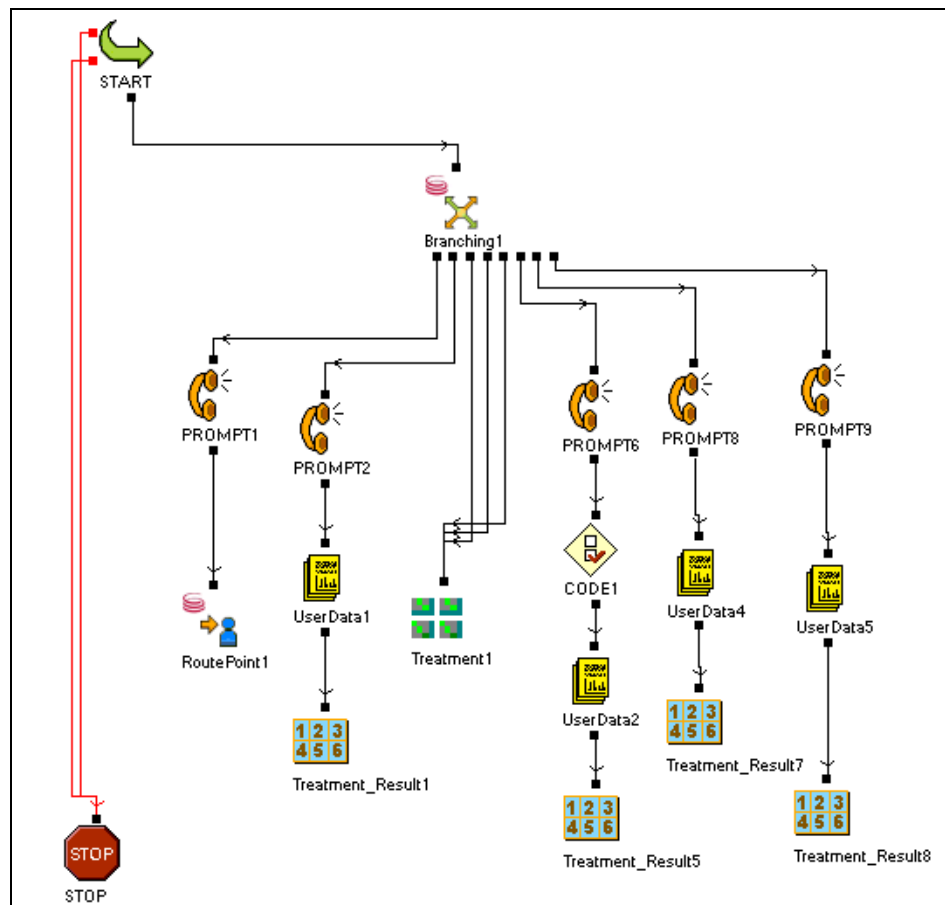 START
Branching1
PROMPT1
PROMPT2
PROMPT6
PROMPT8
PROMPT9
CODE1
UserData1
UserData4
UserData5
RoutePoint1
Treatment1
UserData2
1 2 3
4 5 6
Treatment_Result1
1 2 3
4 5 6
Treatment_Result7
1 2 3
4 5 6
Treatment_Result5
1 2 3
4 5 6
Treatment_Result8
STOP
STOP